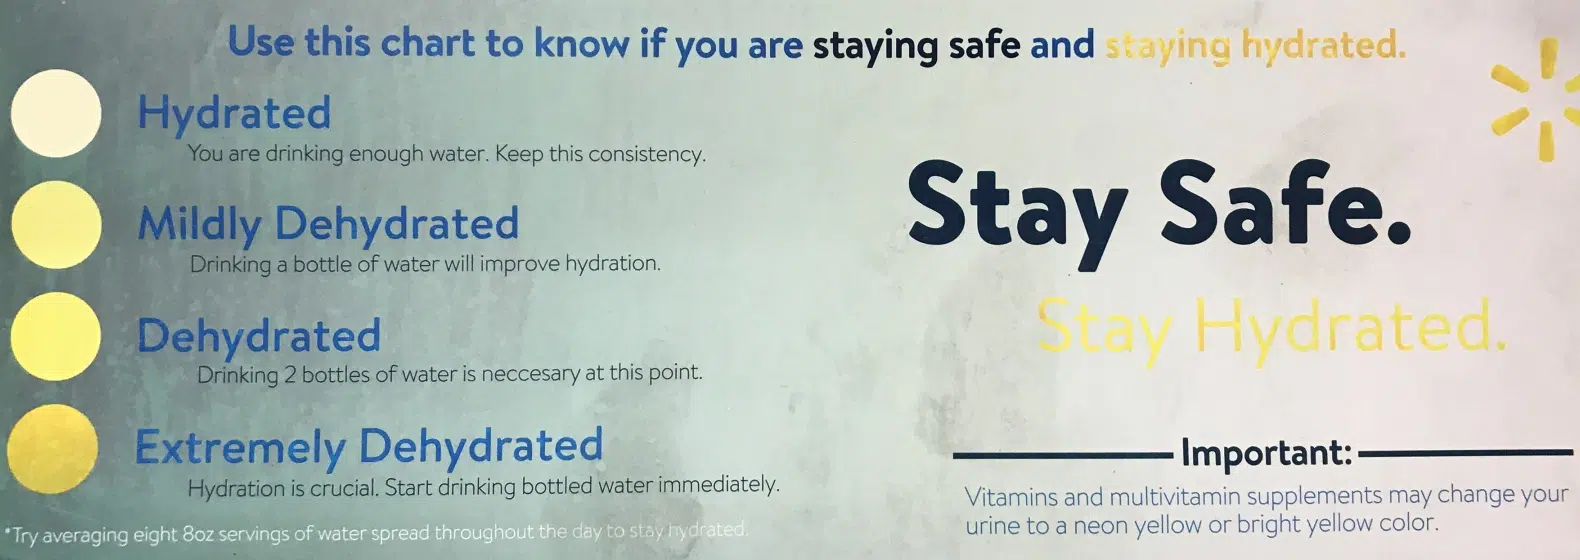 Use this chart to know if you are staying safe and staying hydrated.
Hydrated
You are drinking enough water. Keep this consistency.
Mildly Dehydrated
Drinking a bottle of water will improve hydration.
Dehydrated
Drinking 2 bottles of water is neccesary at this point.
Extremely Dehydrated
Hydration is crucial. Start drinking bottled water immediately.
*Try averaging eight 8oz servings of water spread throughout the day to stay hydrated.
Stay Safe.
Stay Hydrated.
Important:
Vitamins and multivitamin supplements may change your
urine to a neon yellow or bright yellow color.